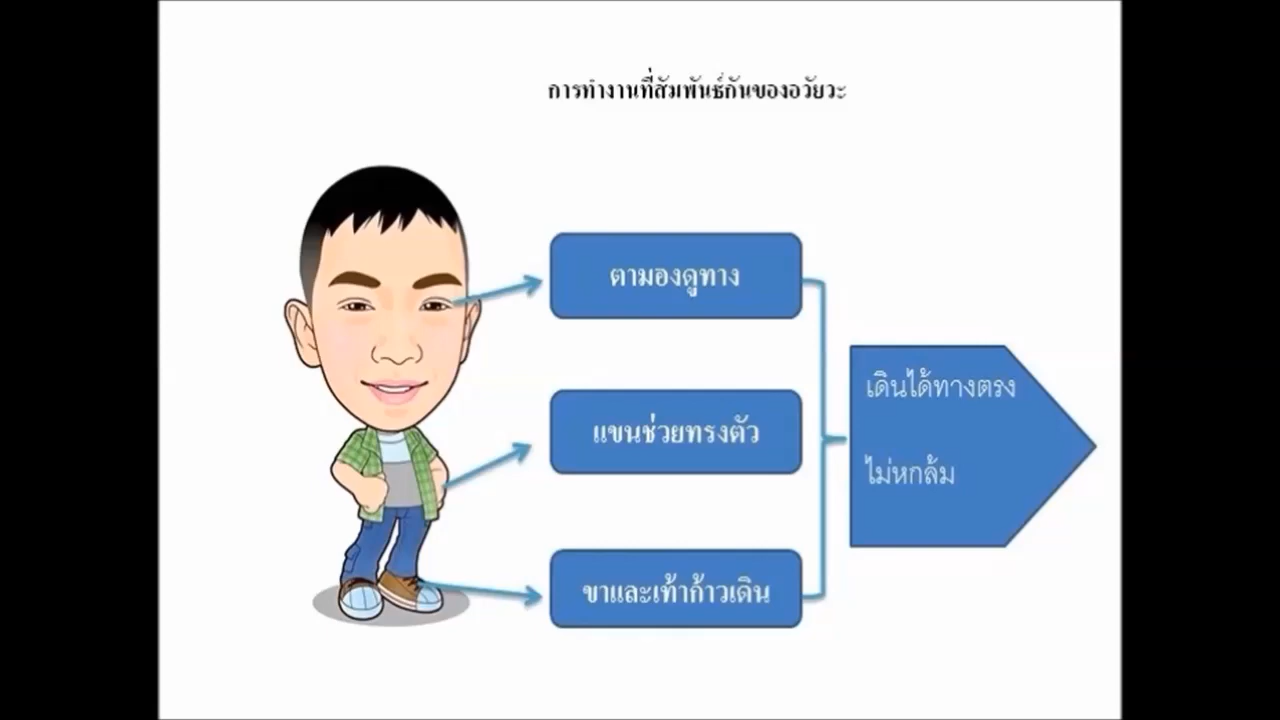 การทำงานที่สัมพันธ์กันของอวัยวะ
ตามองดูทาง
แขนช่วยทรงตัว
ขาและเท้าก้าวเดิน
เดินได้ทางตรง
ไม่หกล้ม